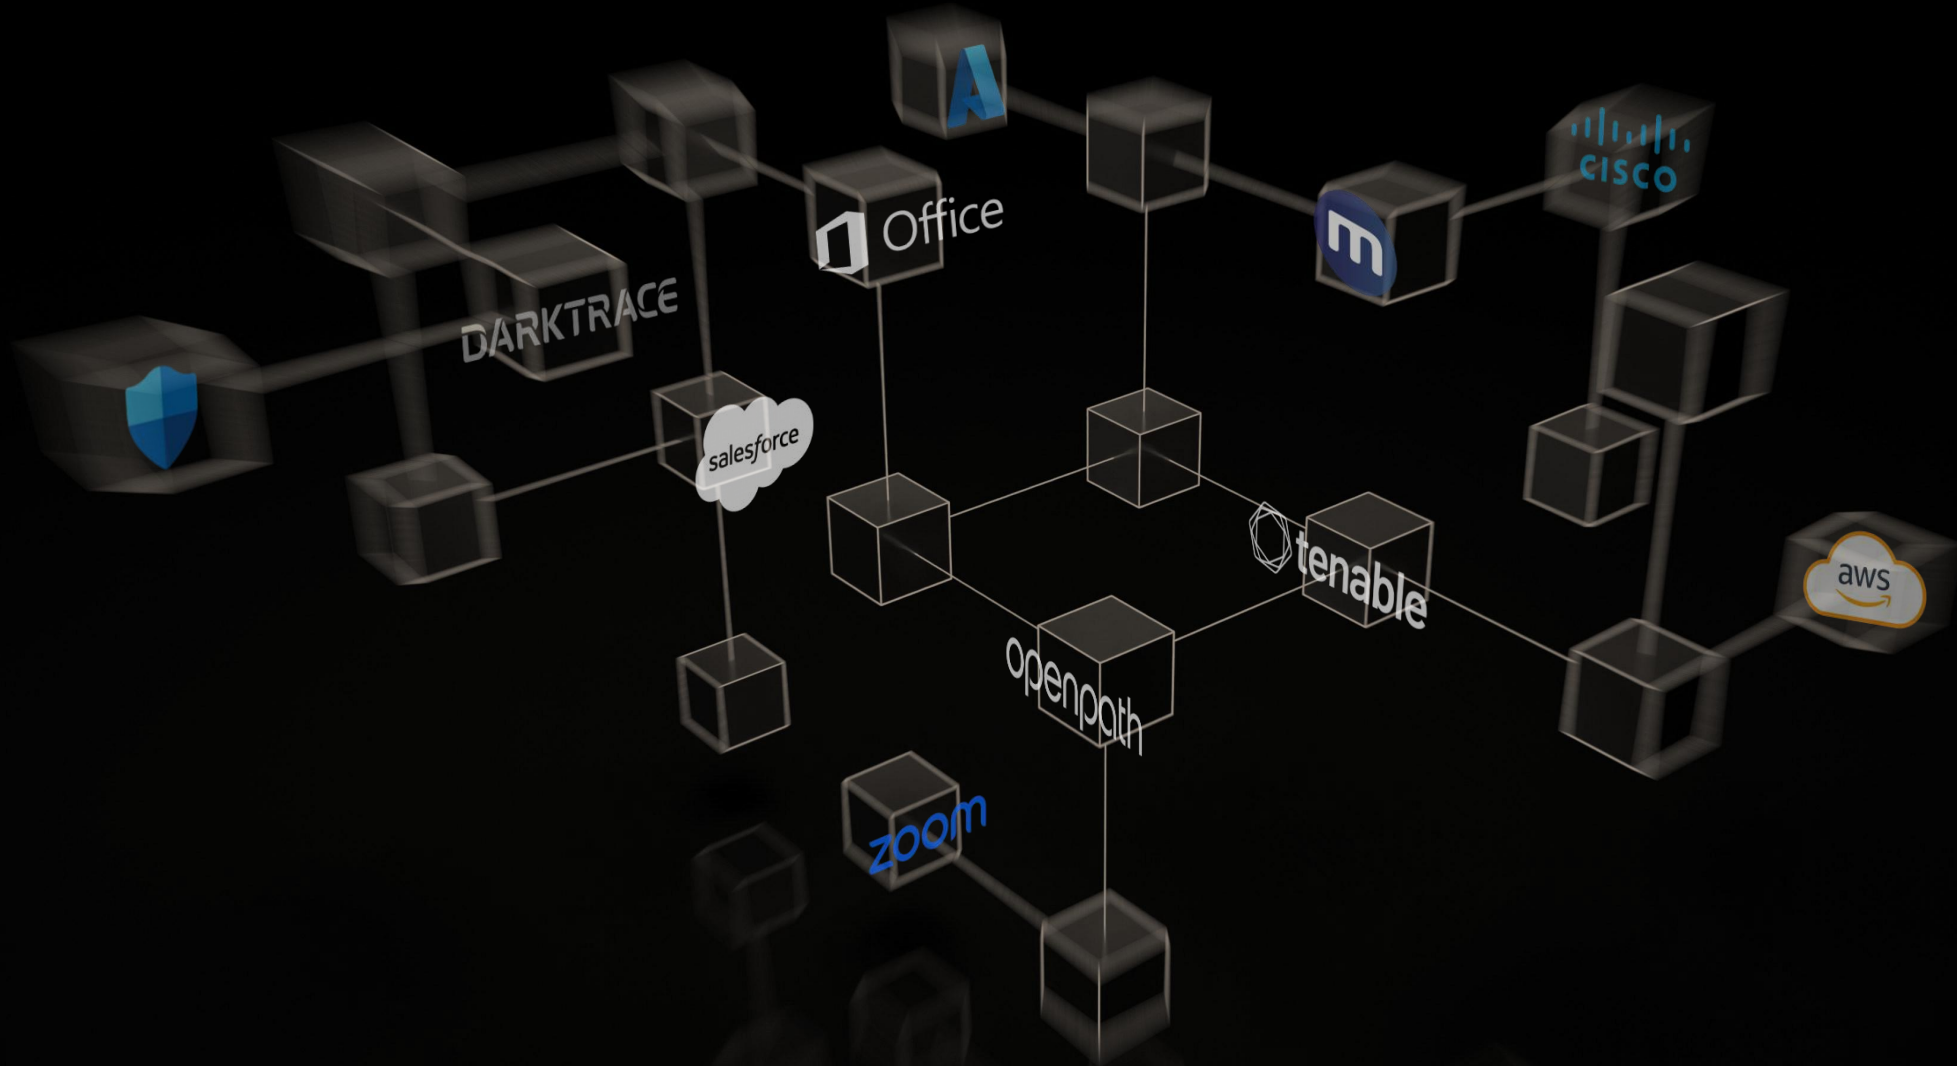 CISCO
Office
m
DARKTRACE
salesforce
tenable
aws
openpath
zoom